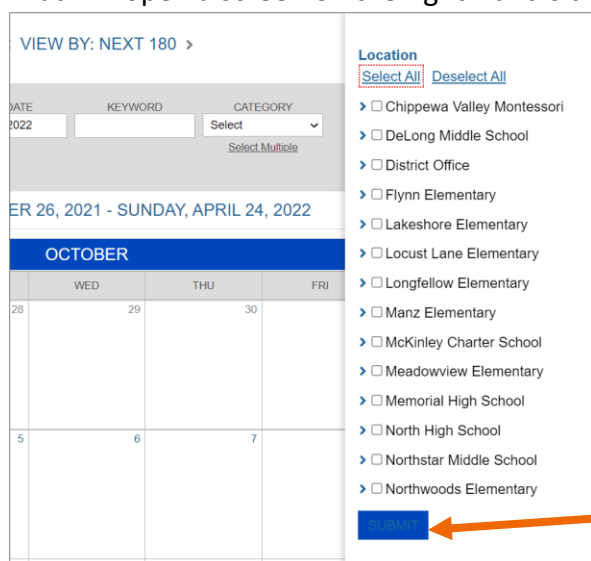 VIEW BY: NEXT 180 >
DATE KEYWORD CATEGORY
2022 Select
Select Multiple
ER 26, 2021 - SUNDAY, APRIL 24, 2022
OCTOBER
WED THU FRI
28 29 30
5 6 7
Location
Select All Deselect All
Chippewa Valley Montessori
DeLong Middle School
District Office
Flynn Elementary
Lakeshore Elementary
Locust Lane Elementary
Longfellow Elementary
Manz Elementary
McKinley Charter School
Meadowview Elementary
Memorial High School
North High School
Northstar Middle School
Northwoods Elementary
SUBMIT